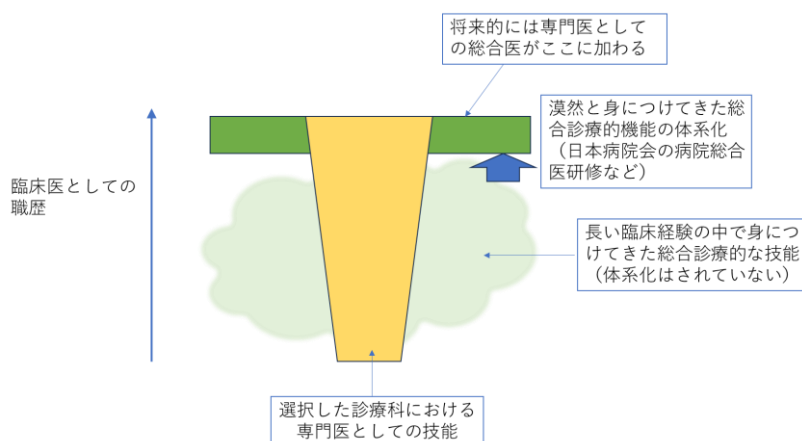 将来的には専門医として
の総合医がここに加わる
漠然と身につけてきた総
合診療的機能の体系化
（日本病院会の病院総合
医研修など）
臨床医としての
職歴
長い臨床経験の中で身につ
けてきた総合診療的な技能
（体系化はされていない）
選択した診療科における
専門医としての技能